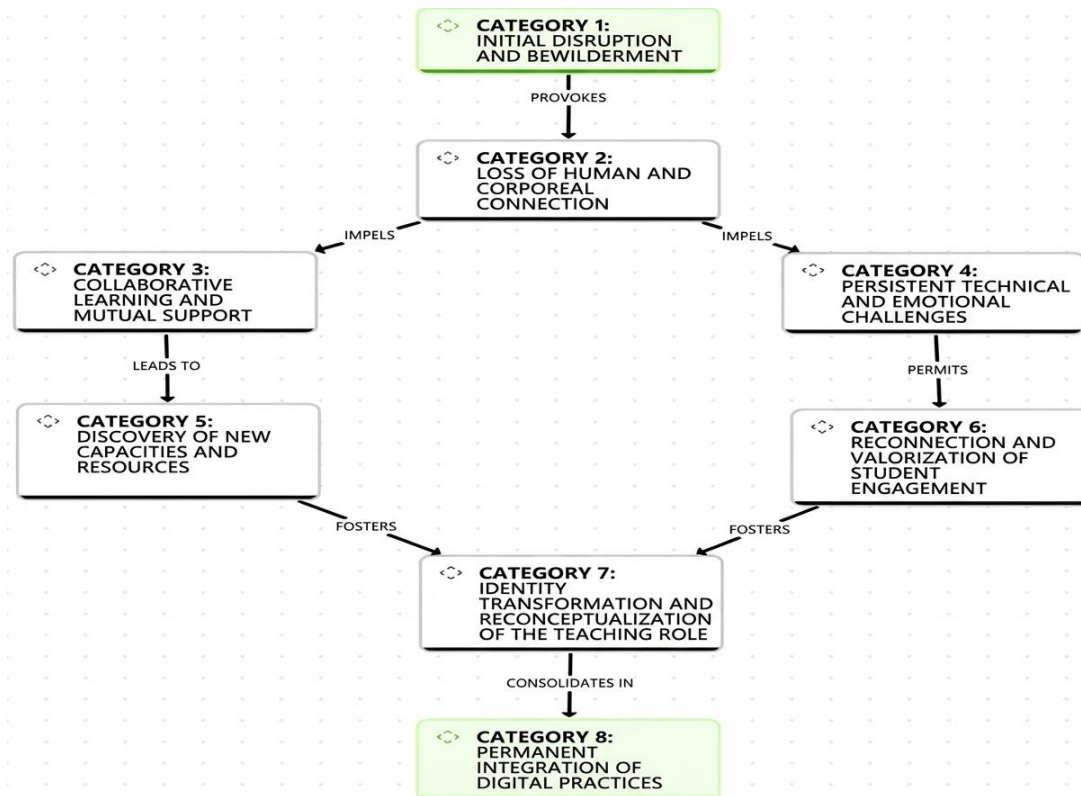 CATEGORY 1:
INITIAL DISRUPTION
AND BEWILDERMENT
PROVOKES
CATEGORY 2:
LOSS OF HUMAN AND
CORPOREAL
CONNECTION
IMPELS
IMPELS
CATEGORY 3:
COLLABORATIVE
LEARNING AND
MUTUAL SUPPORT
CATEGORY 4:
PERSISTENT TECHNICAL
AND EMOTIONAL
CHALLENGES
LEADS TO
PERMITS
CATEGORY 5:
DISCOVERY OF NEW
CAPACITIES AND
RESOURCES
CATEGORY 6:
RECONNECTION AND
VALORIZATION OF
STUDENT
ENGAGEMENT
FOSTERS
FOSTERS
CATEGORY 7:
IDENTITY
TRANSFORMATION AND
RECONCEPTUALIZATION
OF THE TEACHING ROLE
CONSOLIDATES IN
CATEGORY 8:
PERMANENT
INTEGRATION OF
DIGITAL PRACTICES